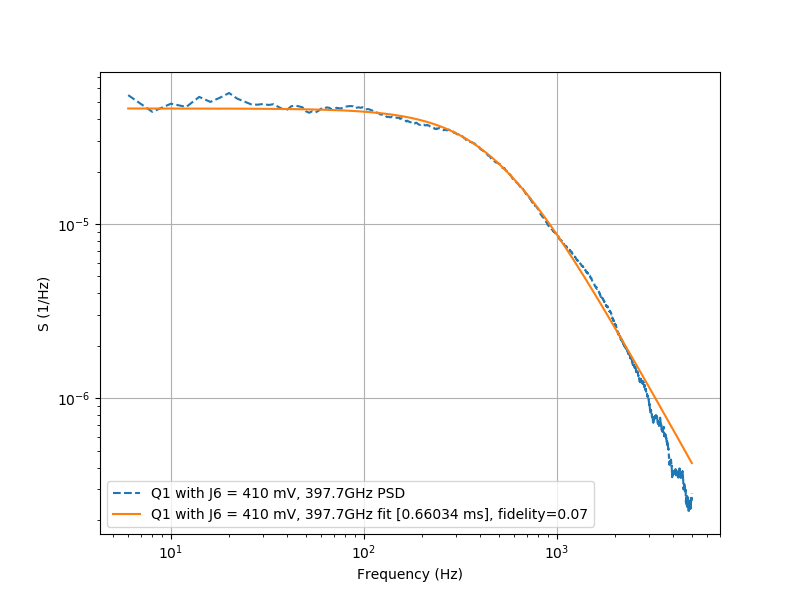 S (1/Hz)
10⁻⁵
10⁻⁶
Q1 with J6 = 410 mV, 397.7GHz PSD
Q1 with J6 = 410 mV, 397.7GHz fit [0.66034 ms], fidelity=0.07
10¹ 10² 10³
Frequency (Hz)